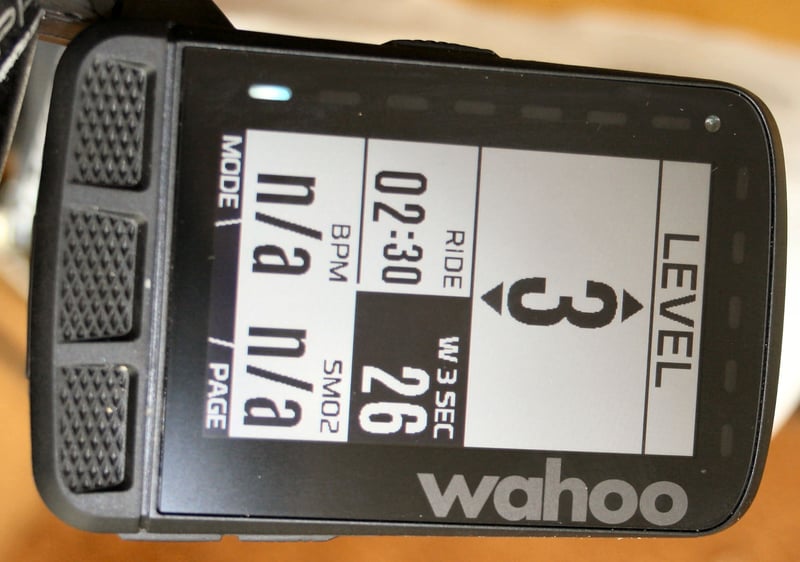 LEVEL
3
RIDE
02:30
W 3 SEC
26
BPM
n/a
SMO2
n/a
MODE / / PAGE
wahoo